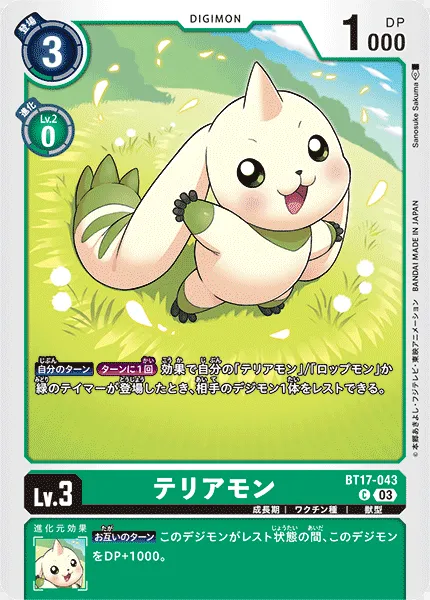 DIGIMON
登場
3
DP
1000
進化
Lv.2
0
Sanosuke Sakuma
©本郷あきよし・フジテレビ・東映アニメーション BANDAI MADE IN JAPAN
自分のターン ターンに1回 効果で自分の「テリアモン」/「ロップモン」か
緑のテイマーが登場したとき、相手のデジモン1体をレストできる。
BT17-043
Lv.3
テリアモン
C 03
成長期 | ワクチン種 | 獣型
進化元効果
お互いのターン このデジモンがレスト状態の間、このデジモン
をDP+1000。